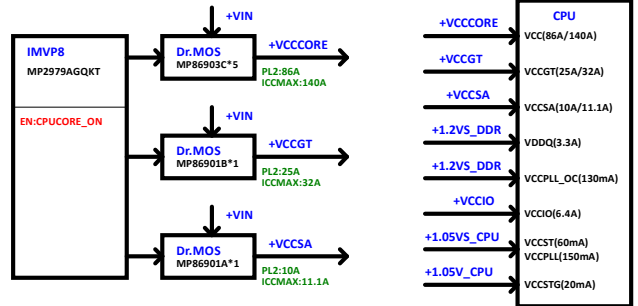 IMVP8
MP2979AGQKT
EN:CPUCORE_ON
+VIN
Dr.MOS
MP86903C*5
+VCCCORE
PL2:86A
ICCMAX:140A
+VIN
Dr.MOS
MP86901B*1
+VCCGT
PL2:25A
ICCMAX:32A
+VIN
Dr.MOS
MP86901A*1
+VCCSA
PL2:10A
ICCMAX:11.1A
CPU
+VCCCORE
VCC(86A/140A)
+VCCGT
VCCGT(25A/32A)
+VCCSA
VCCSA(10A/11.1A)
+1.2VS_DDR
VDDQ(3.3A)
+1.2VS_DDR
VCCPLL_OC(130mA)
+VCCIO
VCCIO(6.4A)
+1.05VS_CPU
VCCST(60mA)
VCCPLL(150mA)
+1.05V_CPU
VCCSTG(20mA)